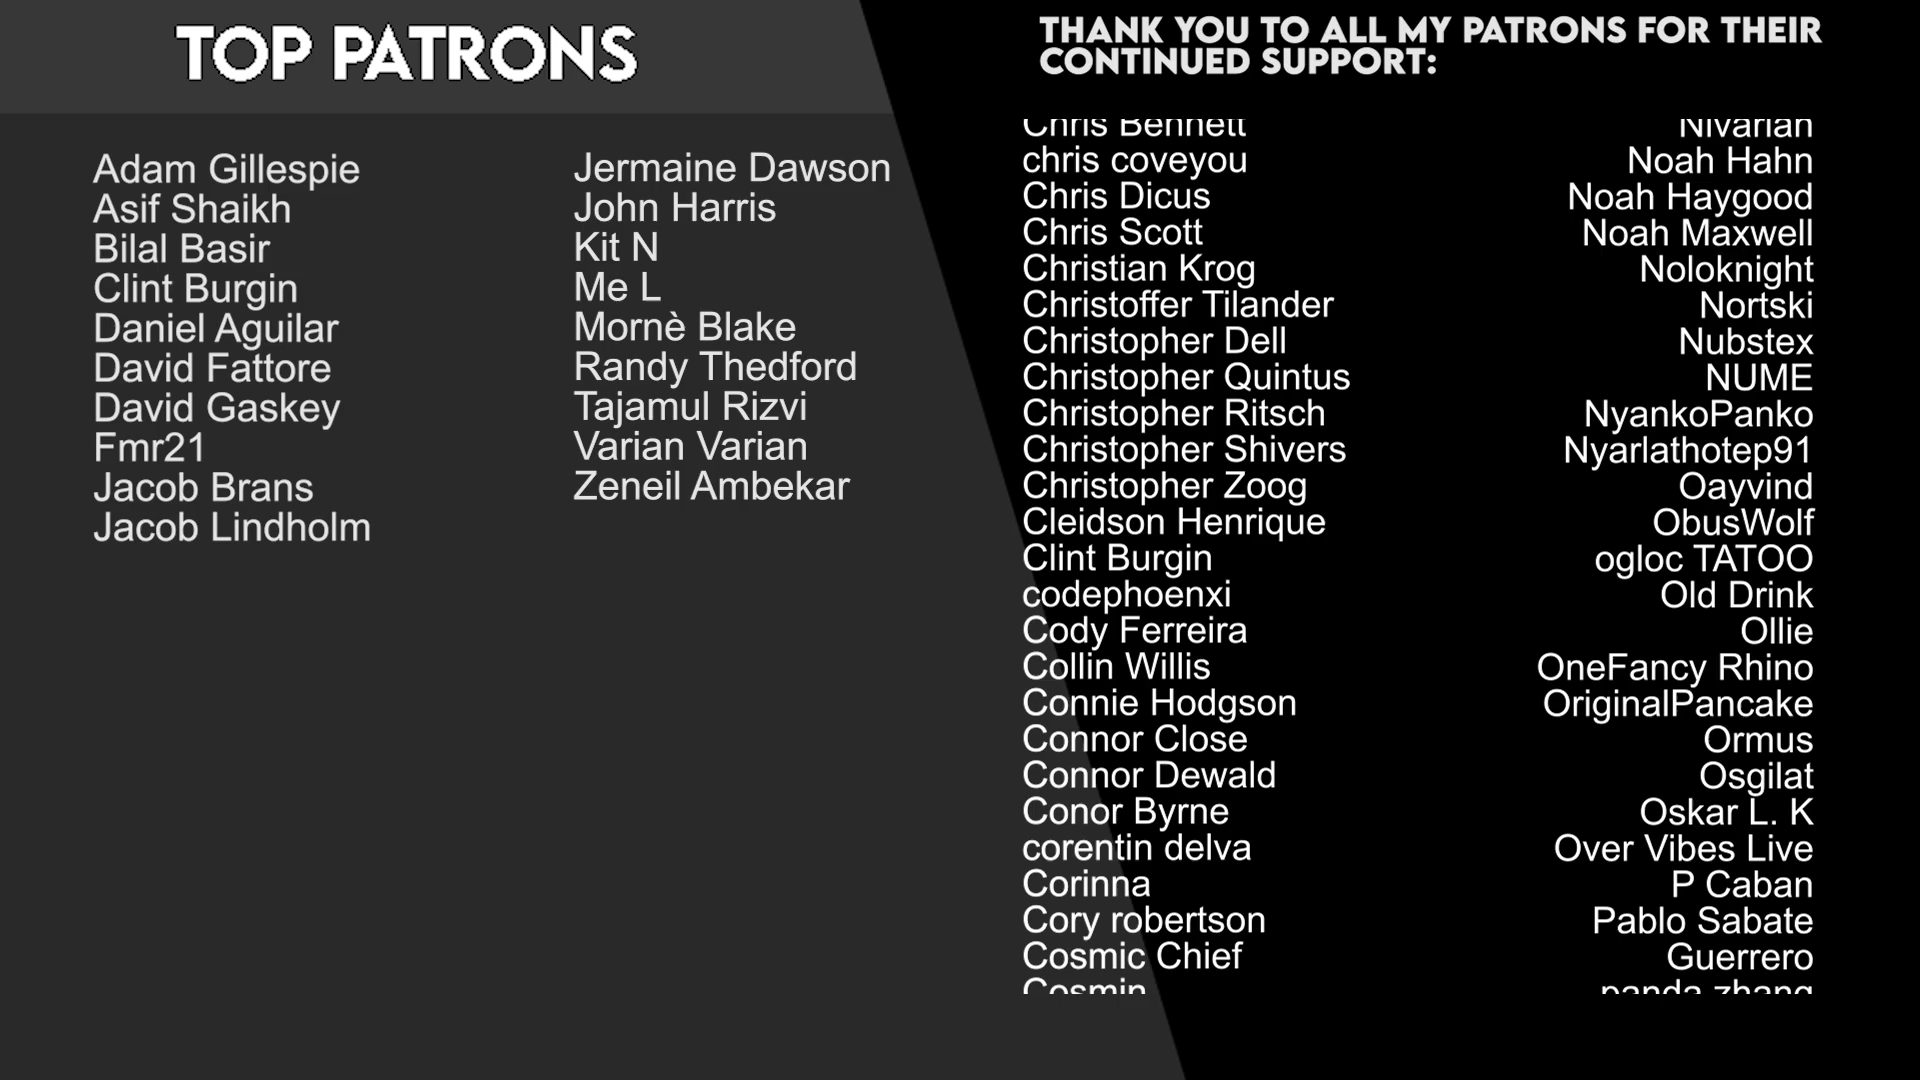 TOP PATRONS
Adam Gillespie
Asif Shaikh
Bilal Basir
Clint Burgin
Daniel Aguilar
David Fattore
David Gaskey
Fmr21
Jacob Brans
Jacob Lindholm
Jermaine Dawson
John Harris
Kit N
Me L
Mornè Blake
Randy Thedford
Tajamul Rizvi
Varian Varian
Zeneil Ambekar
THANK YOU TO ALL MY PATRONS FOR THEIR
CONTINUED SUPPORT:
Chris Bennett
chris coveyou
Chris Dicus
Chris Scott
Christian Krog
Christoffer Tilander
Christopher Dell
Christopher Quintus
Christopher Ritsch
Christopher Shivers
Christopher Zoog
Cleidson Henrique
Clint Burgin
codephoenxi
Cody Ferreira
Collin Willis
Connie Hodgson
Connor Close
Connor Dewald
Conor Byrne
corentin delva
Corinna
Cory robertson
Cosmic Chief
Cosmin
Nivarian
Noah Hahn
Noah Haygood
Noah Maxwell
Noloknight
Nortski
Nubstex
NUME
NyankoPanko
Nyarlathotep91
Oayvind
ObusWolf
ogloc TATOO
Old Drink
Ollie
OneFancy Rhino
OriginalPancake
Ormus
Osgilat
Oskar L. K
Over Vibes Live
P Caban
Pablo Sabate
Guerrero
panda zhang